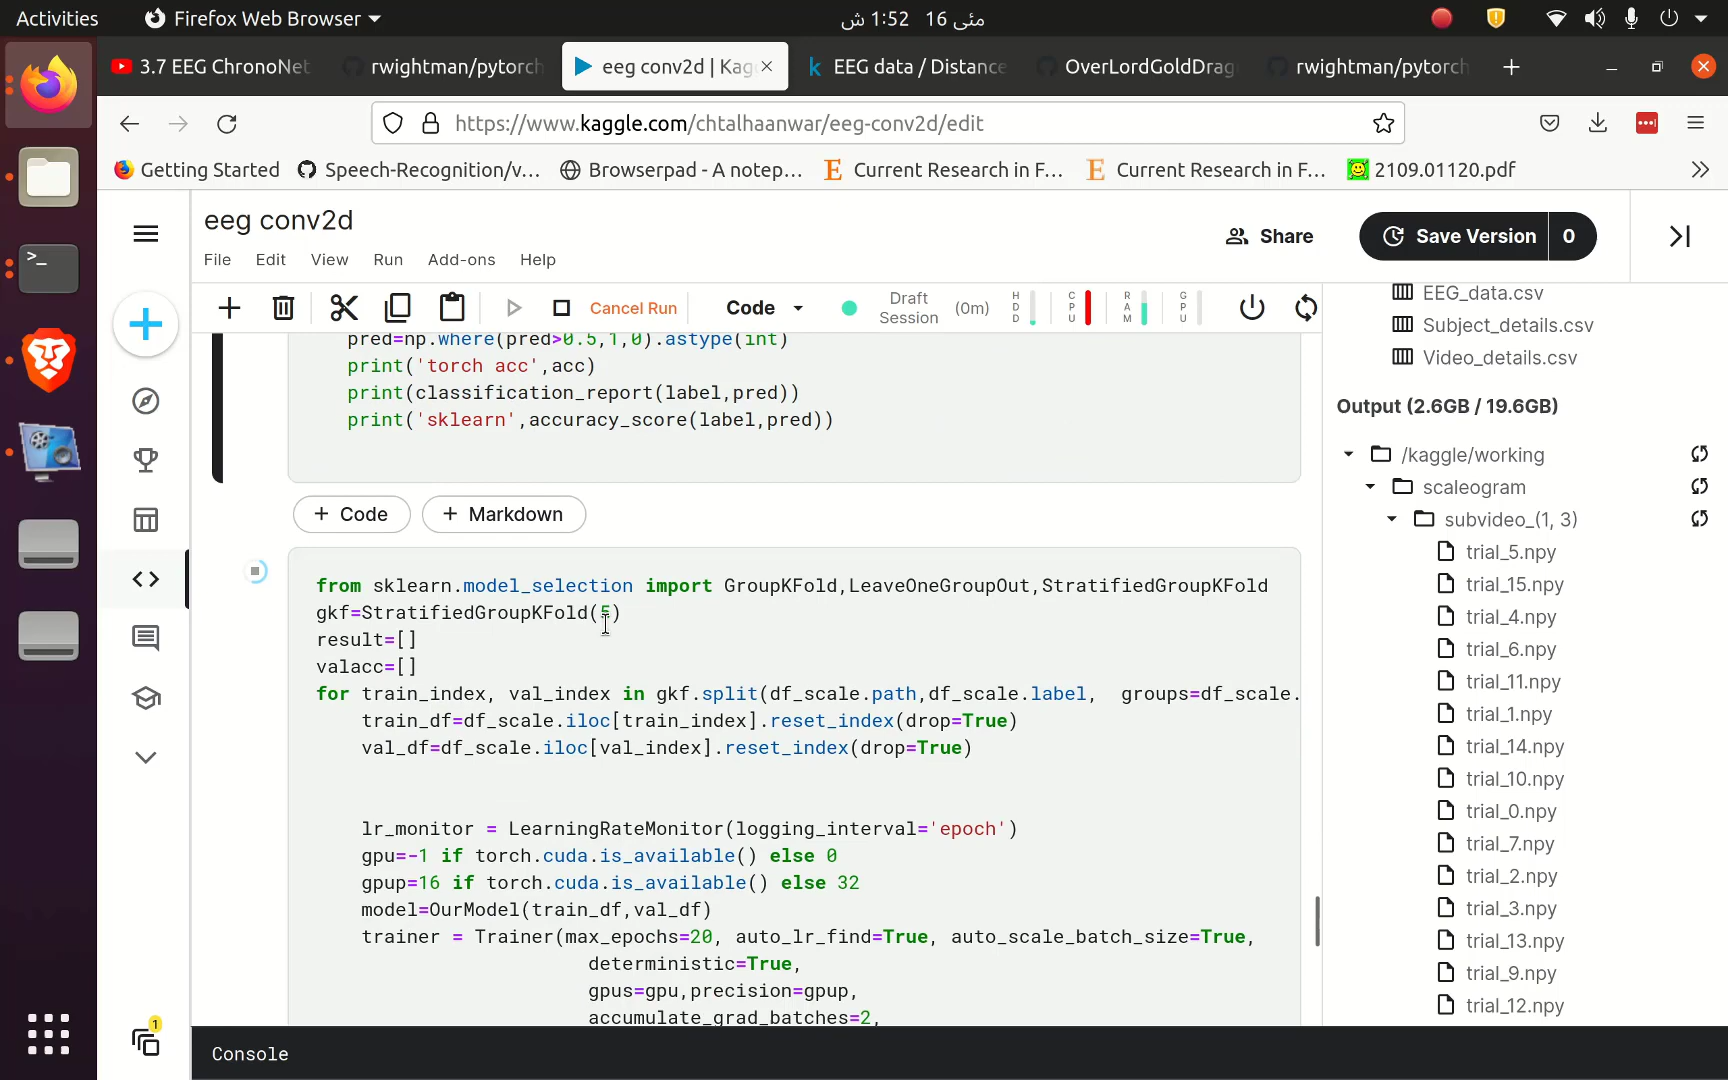 Activities
Firefox Web Browser
مئی 16  1:52 ش
3.7 EEG ChronoNet
rwightman/pytorch
eeg conv2d | Kag
EEG data / Distance
OverLordGoldDrag
rwightman/pytorch
https://www.kaggle.com/chtalhaanwar/eeg-conv2d/edit
Getting Started
Speech-Recognition/v...
Browserpad - A notep...
Current Research in F...
Current Research in F...
2109.01120.pdf
eeg conv2d
File Edit View Run Add-ons Help
Share
Save Version 0
Cancel Run
Code
Draft Session (0m)
HDD
CPU
RAM
GPU
pred=np.where(pred>0.5,1,0).astype(int)
print('torch acc',acc)
print(classification_report(label,pred))
print('sklearn',accuracy_score(label,pred))
+ Code
+ Markdown
from sklearn.model_selection import GroupKFold,LeaveOneGroupOut,StratifiedGroupKFold
gkf=StratifiedGroupKFold(5)
result=[]
valacc=[]
for train_index, val_index in gkf.split(df_scale.path,df_scale.label,  groups=df_scale.
train_df=df_scale.iloc[train_index].reset_index(drop=True)
val_df=df_scale.iloc[val_index].reset_index(drop=True)
lr_monitor = LearningRateMonitor(logging_interval='epoch')
gpu=-1 if torch.cuda.is_available() else 0
gpup=16 if torch.cuda.is_available() else 32
model=OurModel(train_df,val_df)
trainer = Trainer(max_epochs=20, auto_lr_find=True, auto_scale_batch_size=True,
deterministic=True,
gpus=gpu,precision=gpup,
accumulate_grad_batches=2,
Console
EEG_data.csv
Subject_details.csv
Video_details.csv
Output (2.6GB / 19.6GB)
/kaggle/working
scaleogram
subvideo_(1, 3)
trial_5.npy
trial_15.npy
trial_4.npy
trial_6.npy
trial_11.npy
trial_1.npy
trial_14.npy
trial_10.npy
trial_0.npy
trial_7.npy
trial_2.npy
trial_3.npy
trial_13.npy
trial_9.npy
trial_12.npy
1